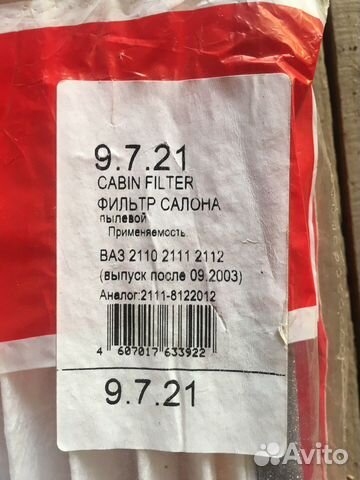 9.7.21
CABIN FILTER
ФИЛЬТР САЛОНА
пылевой
Применяемость
ВАЗ 2110 2111 2112
(выпуск после 09.2003)
Аналог:2111-8122012
4 607017 633922
9.7.21
Avito